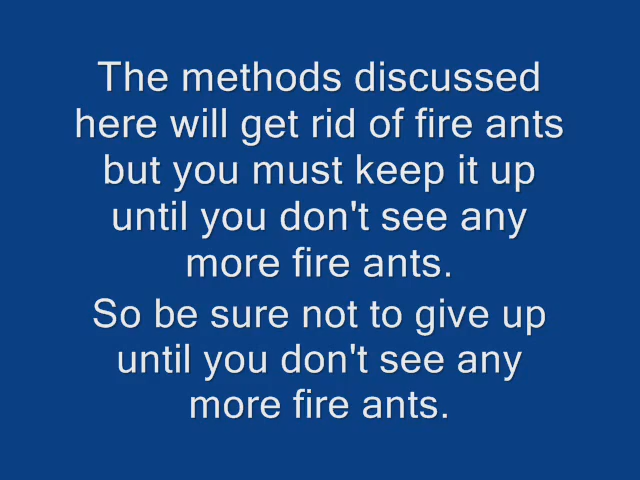 The methods discussed
here will get rid of fire ants
but you must keep it up
until you don't see any
more fire ants.
So be sure not to give up
until you don't see any
more fire ants.